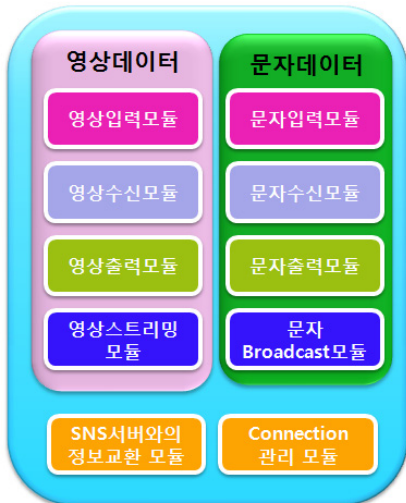 영상데이터
영상입력모듈
영상수신모듈
영상출력모듈
영상스트리밍
모듈
문자데이터
문자입력모듈
문자수신모듈
문자출력모듈
문자
Broadcast모듈
SNS서버와의
정보교환 모듈
Connection
관리 모듈